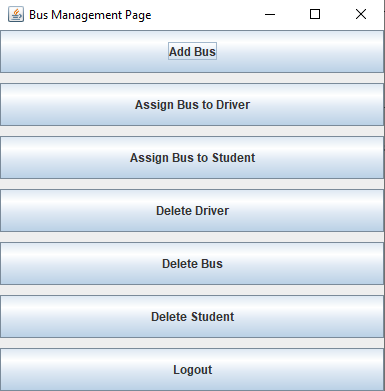 Bus Management Page
Add Bus
Assign Bus to Driver
Assign Bus to Student
Delete Driver
Delete Bus
Delete Student
Logout